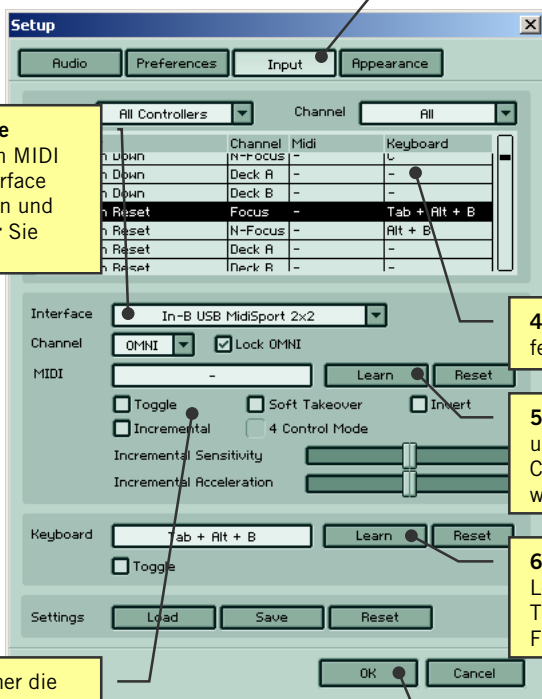 Setup
Audio Preferences Input Appearance
All Controllers Channel All
Channel Midi Keyboard
n Down N-Focus - C
n Down Deck A - -
n Down Deck B - -
n Reset Focus - Tab + Alt + B
n Reset N-Focus - Alt + B
n Reset Deck A - -
n Reset Deck B - -
e
n MIDI
rface
n und
Sie
Interface In-B USB MidiSport 2x2
Channel OMNI Lock OMNI
MIDI - Learn Reset
Toggle Soft Takeover Invert
Incremental 4 Control Mode
Incremental Sensitivity
Incremental Acceleration
4
fe
5
u
C
w
Keyboard Tab + Alt + B Learn Reset
Toggle
6
L
T
F
Settings Load Save Reset
ner die
OK Cancel